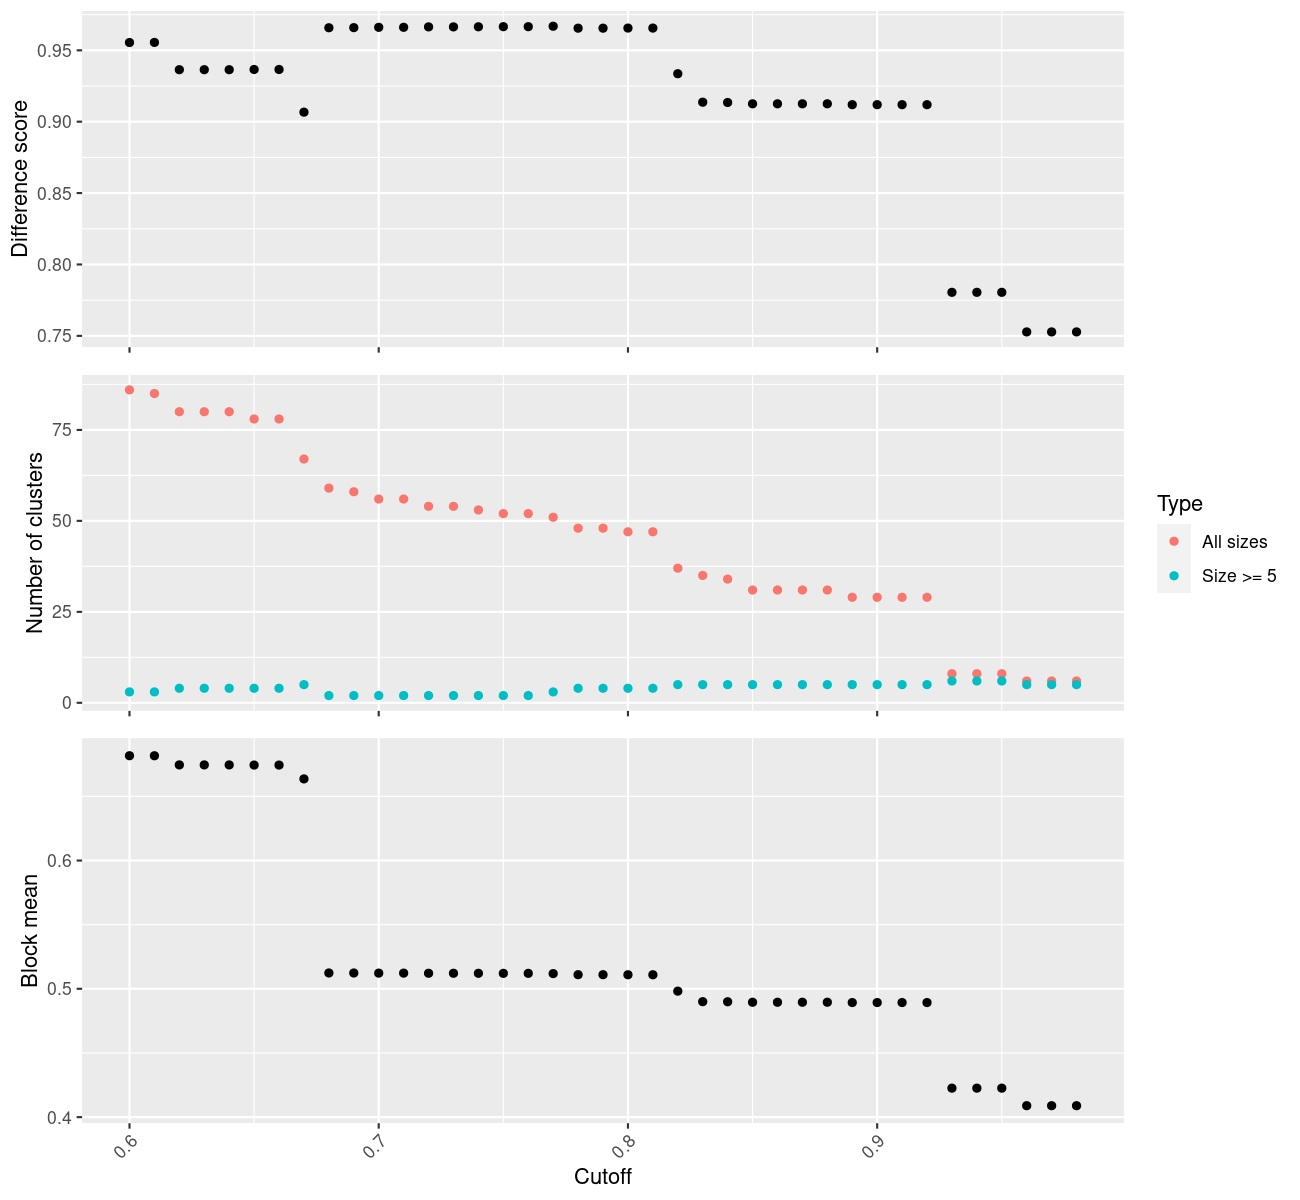 Difference score
0.95
0.90
0.85
0.80
0.75
Number of clusters
75
50
25
0
Type
All sizes
Size >= 5
Block mean
0.6
0.5
0.4
0.6 0.7 0.8 0.9
Cutoff